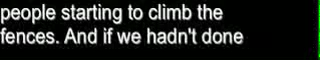 people starting to climb the
fences. And if we hadn't done